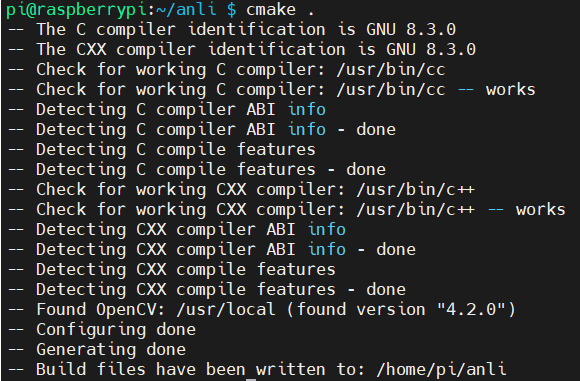 pi@raspberrypi:~/anli $ cmake .
-- The C compiler identification is GNU 8.3.0
-- The CXX compiler identification is GNU 8.3.0
-- Check for working C compiler: /usr/bin/cc
-- Check for working C compiler: /usr/bin/cc -- works
-- Detecting C compiler ABI info
-- Detecting C compiler ABI info - done
-- Detecting C compile features
-- Detecting C compile features - done
-- Check for working CXX compiler: /usr/bin/c++
-- Check for working CXX compiler: /usr/bin/c++ -- works
-- Detecting CXX compiler ABI info
-- Detecting CXX compiler ABI info - done
-- Detecting CXX compile features
-- Detecting CXX compile features - done
-- Found OpenCV: /usr/local (found version "4.2.0")
-- Configuring done
-- Generating done
-- Build files have been written to: /home/pi/anli